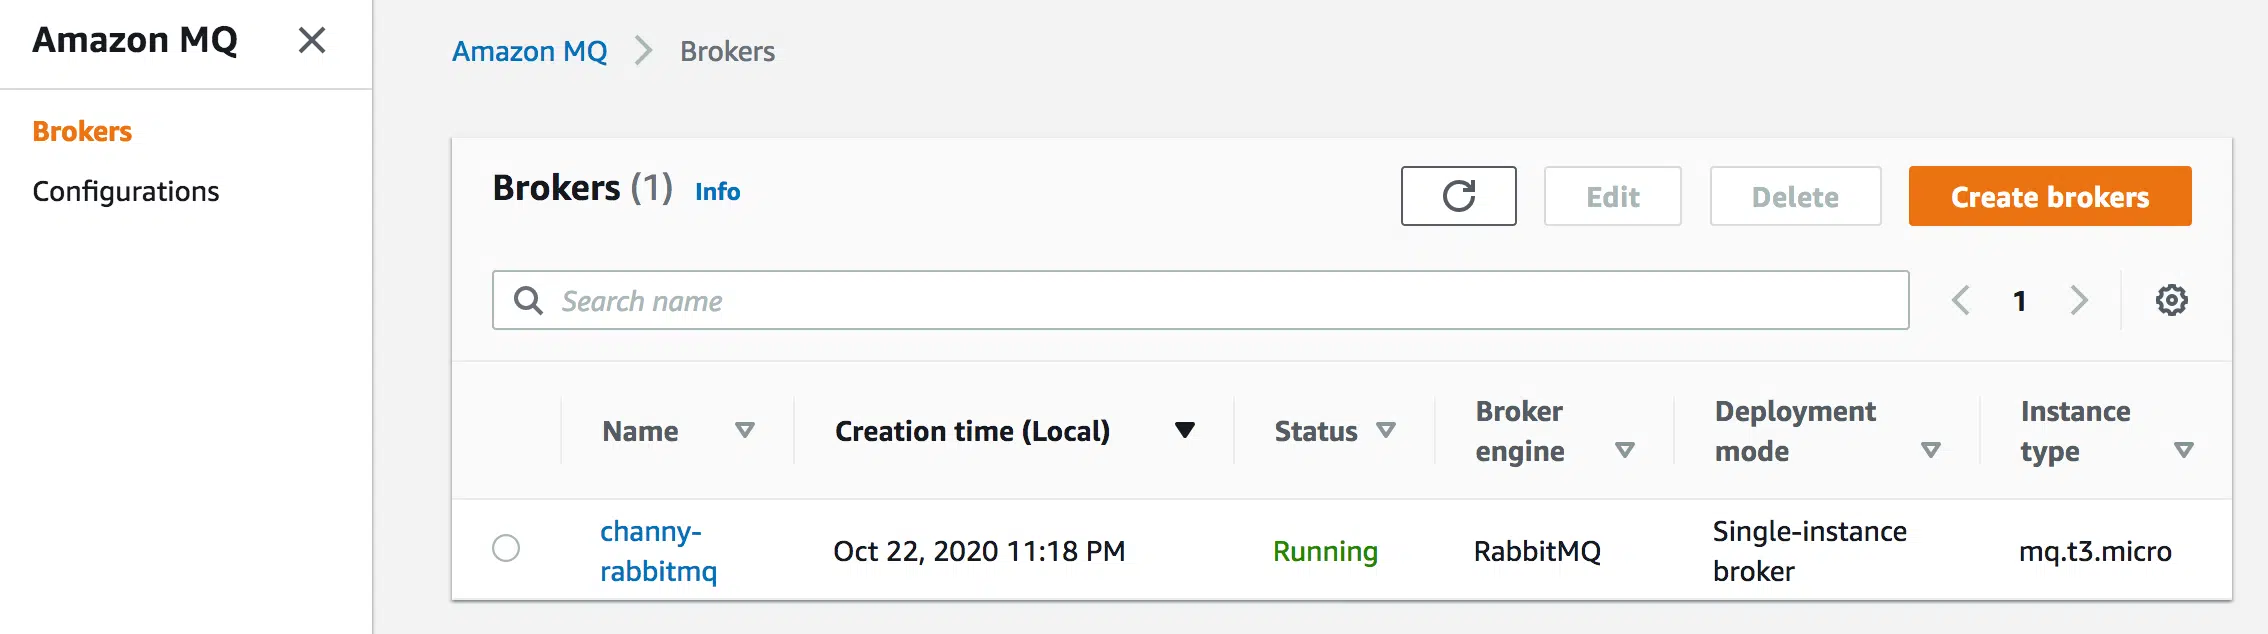 Amazon MQ
Brokers
Configurations
Amazon MQ > Brokers
Brokers (1) Info
Edit
Delete
Create brokers
Search name
1
Name
Creation time (Local)
Status
Broker
engine
Deployment
mode
Instance
type
channy-
rabbitmq
Oct 22, 2020 11:18 PM
Running
RabbitMQ
Single-instance
broker
mq.t3.micro